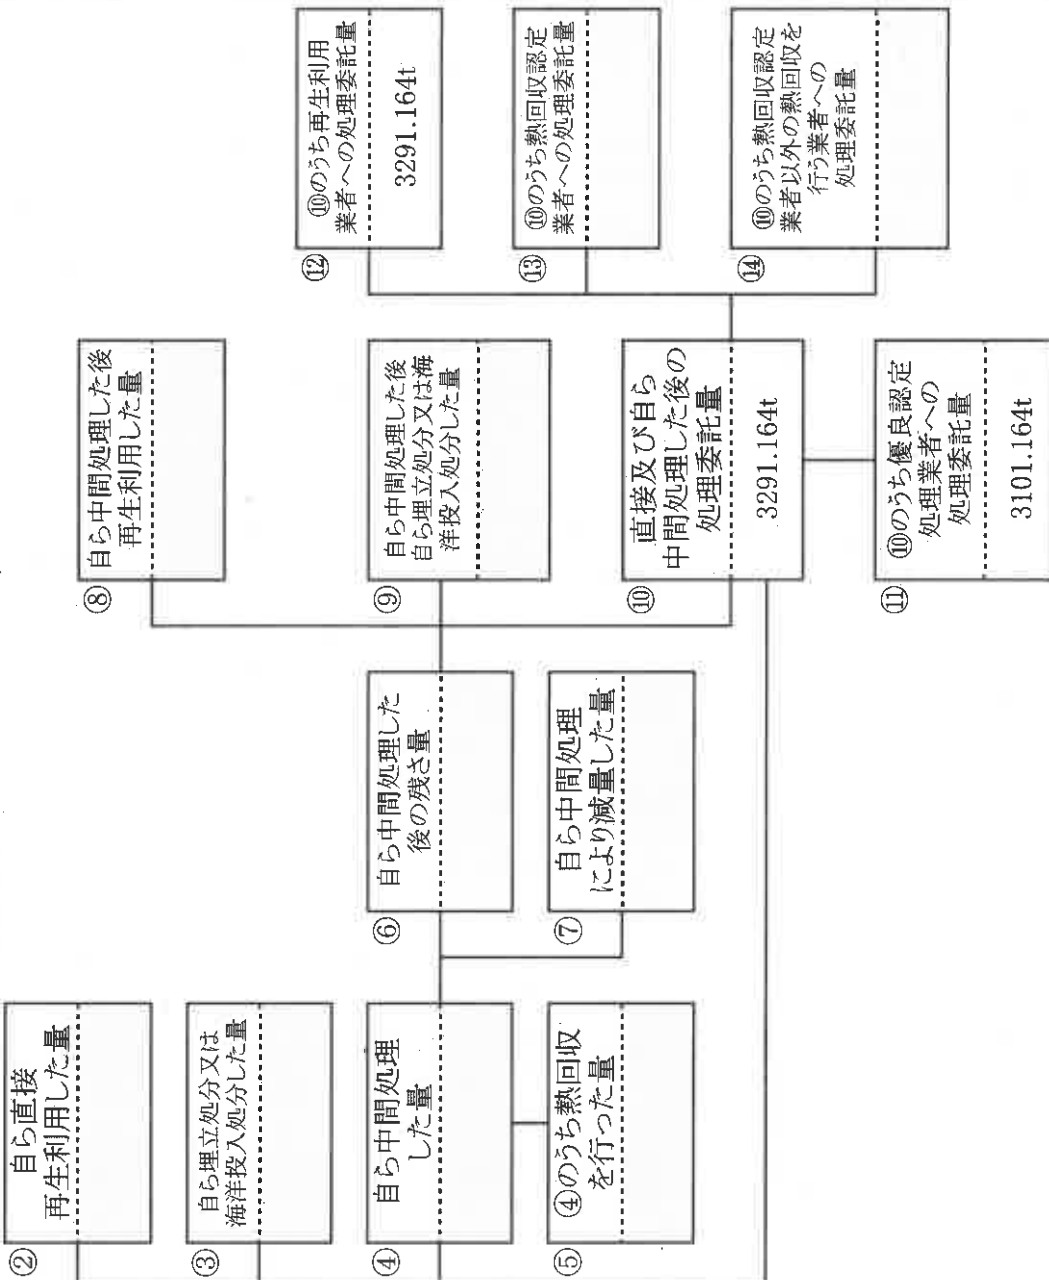 ②
自ら直接
再生利用した量
③
自ら埋立処分又は
海洋投入処分した量
④
自ら中間処理
した量
⑤
④のうち熱回収
を行った量
⑥
自ら中間処理した
後の残さ量
⑦
自ら中間処理
により減量した量
⑧
自ら中間処理した後
再生利用した量
⑨
自ら中間処理した後
自ら埋立処分又は海
洋投入処分した量
⑩
直接及び自ら
中間処理した後の
処理委託量
3291.164t
⑪
⑩のうち優良認定
処理業者への
処理委託量
3101.164t
⑫
⑩のうち再生利用
業者への処理委託量
3291.164t
⑬
⑩のうち熱回収認定
業者への処理委託量
⑭
⑩のうち熱回収認定
業者以外の熱回収を
行う業者への
処理委託量